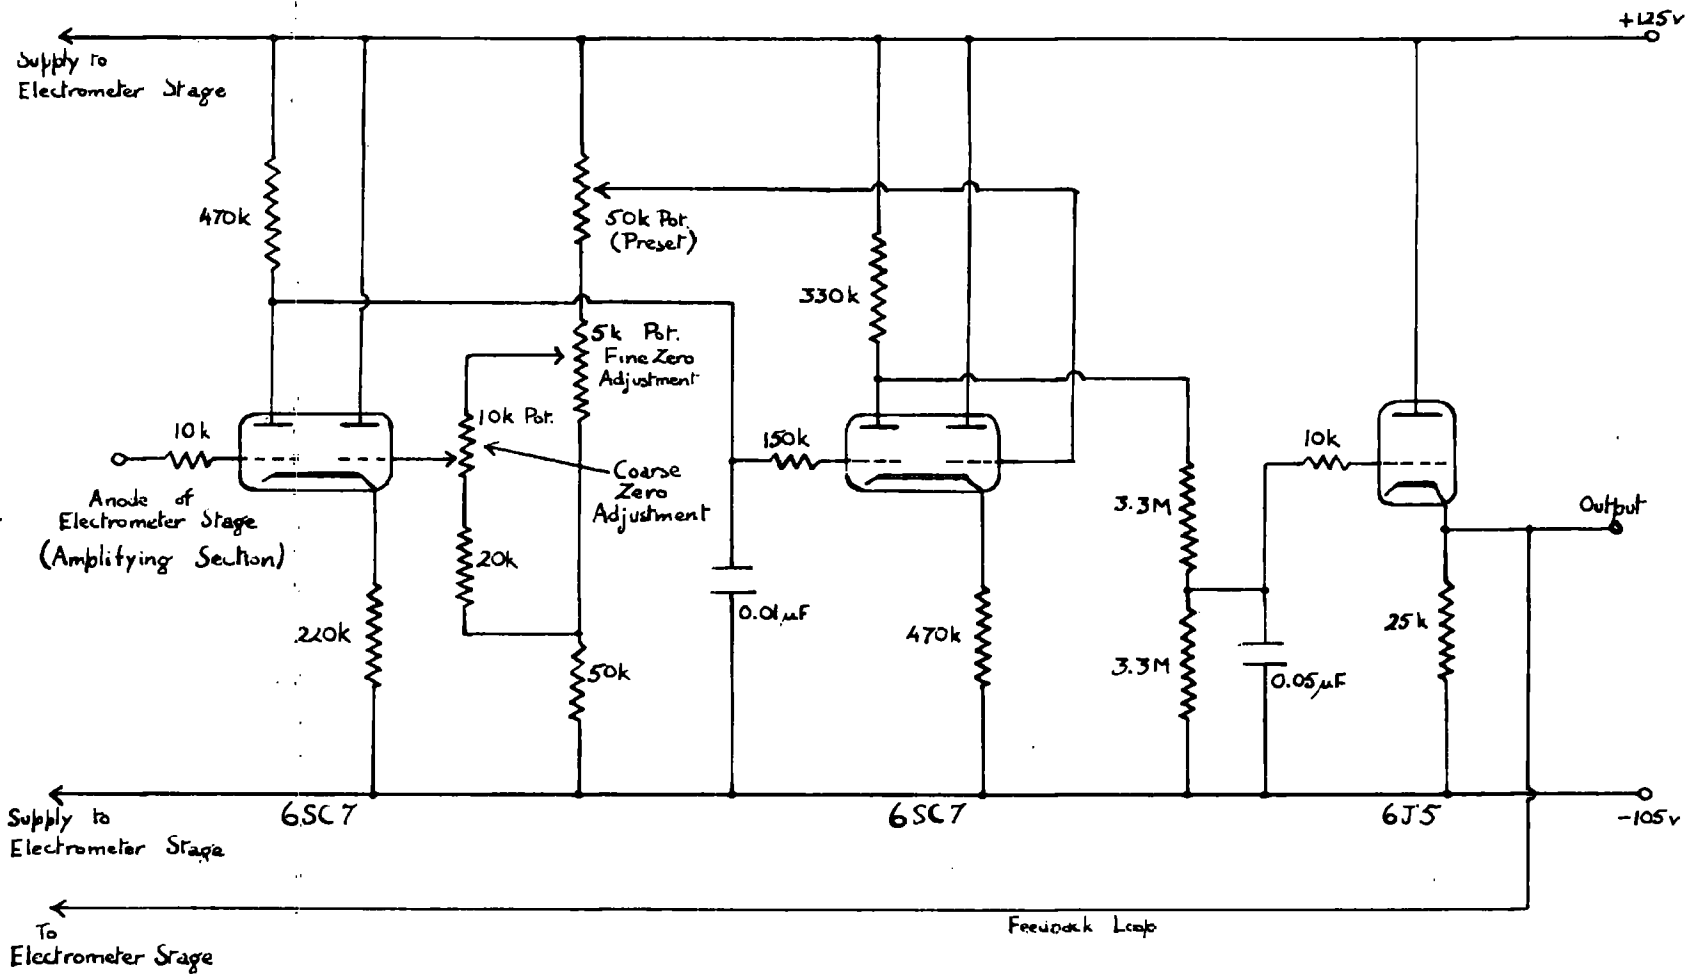 +125v
Supply to
Electrometer Stage
470k
50k Pot.
(Preset)
330k
5k Pot.
Fine Zero
Adjustment
10k Pot.
10k
150k
10k
Coarse
Zero
Adjustment
Anode of
Electrometer Stage
(Amplifying Section)
3.3M
Output
20k
0.01µF
220k
470k
25k
50k
3.3M
0.05µF
Supply to
Electrometer Stage
6SC7
6SC7
6J5
-105v
To
Electrometer Stage
Feedback Loop